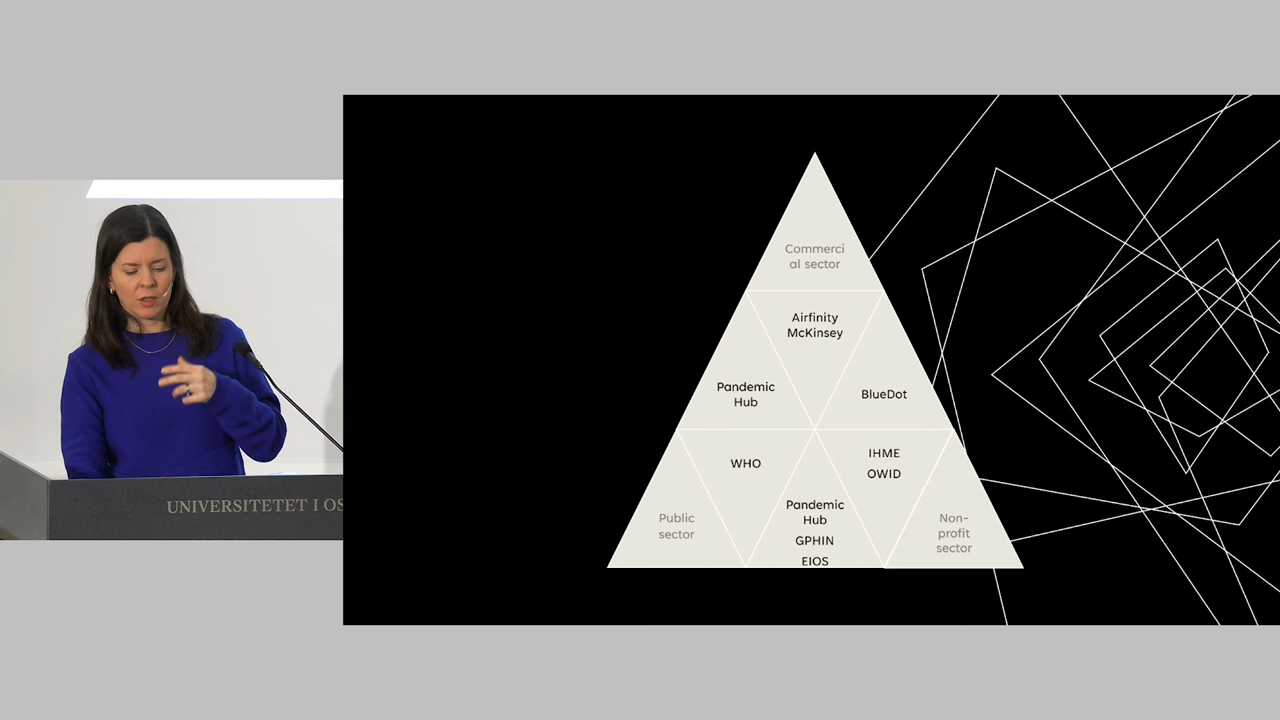 Commerci
al sector
Airfinity
McKinsey
Pandemic
Hub
BlueDot
WHO
IHME
OWID
Public
sector
Pandemic
Hub
GPHIN
EIOS
Non-
profit
sector
UNIVERSITETET I OS